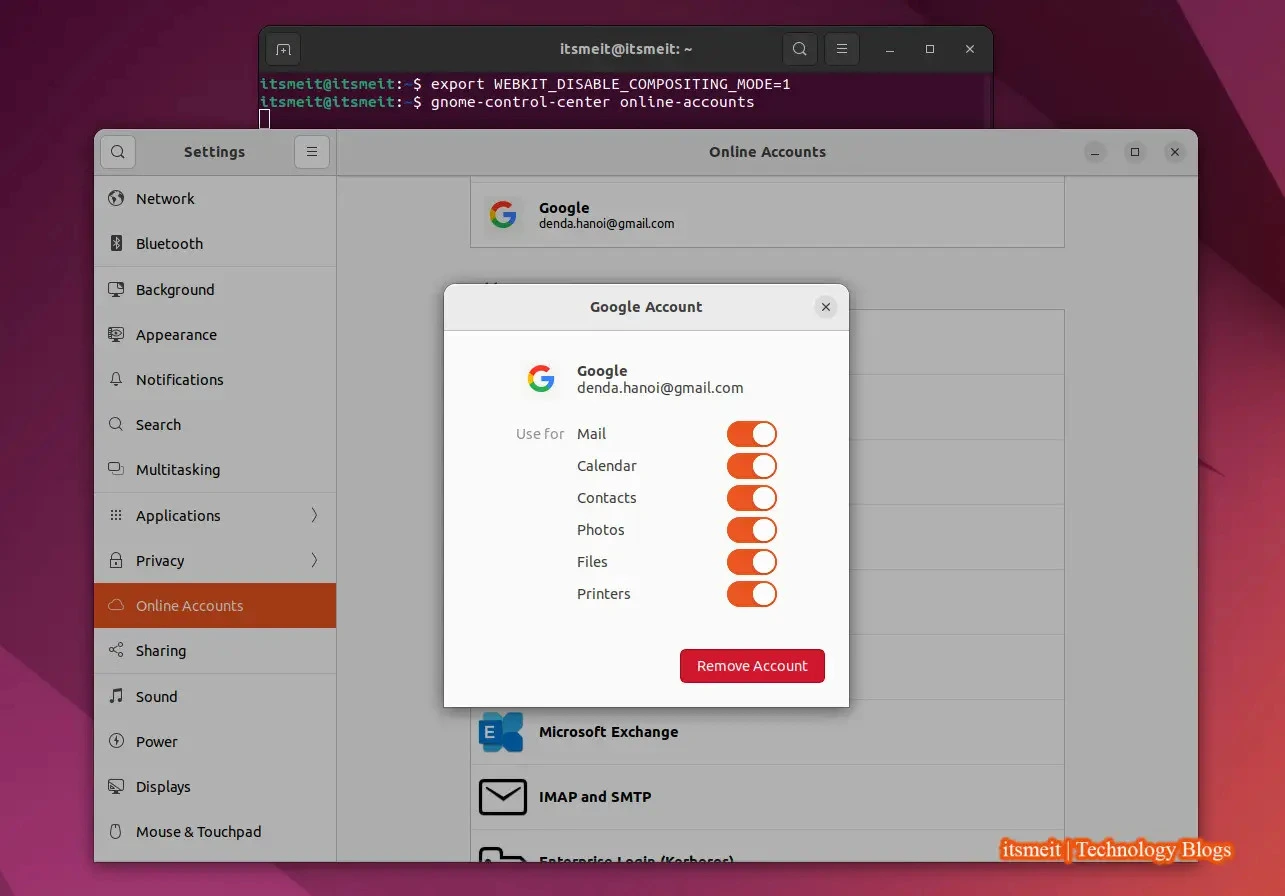 itsmeit@itsmeit: ~
itsmeit@itsmeit:~$ export WEBKIT_DISABLE_COMPOSITING_MODE=1
itsmeit@itsmeit:~$ gnome-control-center online-accounts
Settings
Online Accounts
Network
Bluetooth
Background
Appearance
Notifications
Search
Multitasking
Applications
Privacy
Online Accounts
Sharing
Sound
Power
Displays
Mouse & Touchpad
Google
denda.hanoi@gmail.com
Google Account
Google
denda.hanoi@gmail.com
Use for Mail
Calendar
Contacts
Photos
Files
Printers
Remove Account
Microsoft Exchange
IMAP and SMTP
Enterprise Login (Kerberos)
itsmeit | Technology Blogs